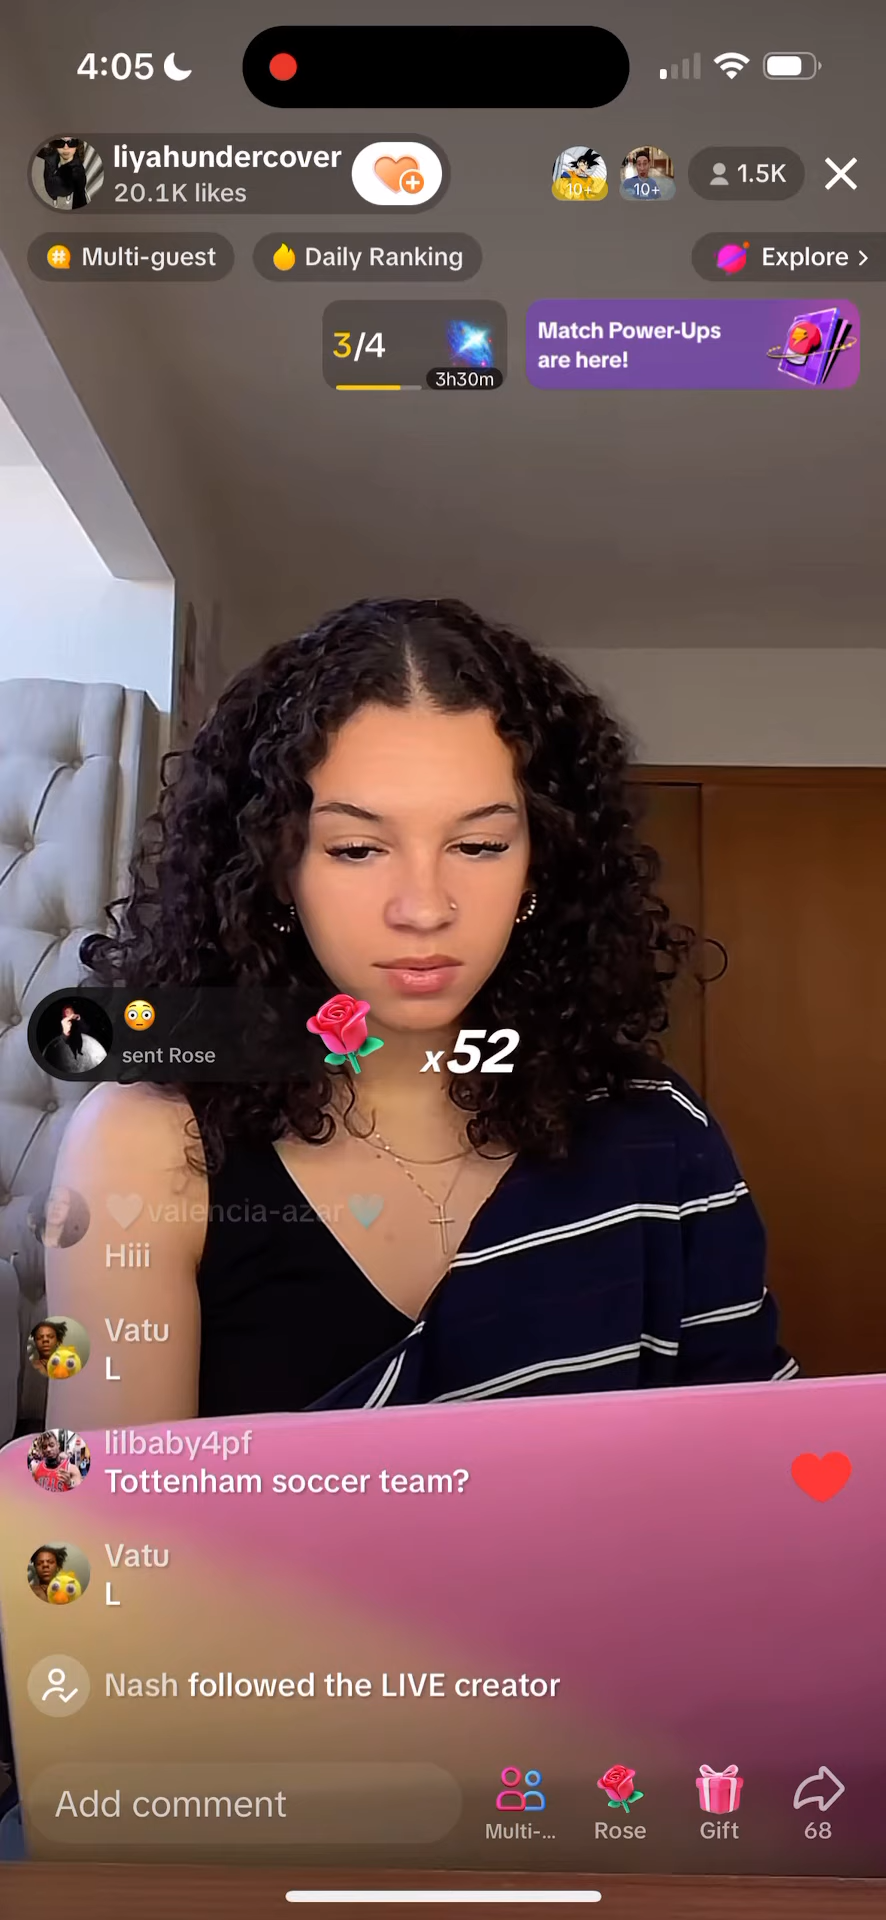 4:05
liyahundercover
20.1K likes
10+
10+
1.5K
Multi-guest
Daily Ranking
Explore >
3/4
3h30m
Match Power-Ups
are here!
😳
sent Rose
x52
🤍valencia-azar🩵
Hiii
Vatu
L
lilbaby4pf
Tottenham soccer team?
Vatu
L
Nash followed the LIVE creator
Add comment
Multi-...
Rose
Gift
68